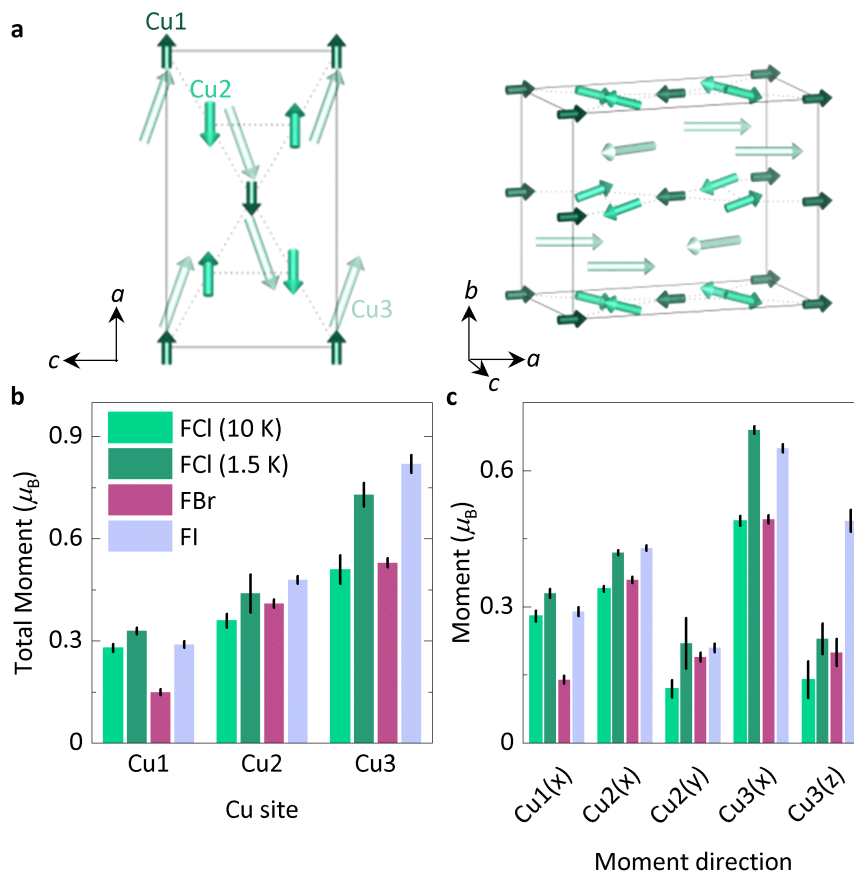 a
Cu1
Cu2
Cu3
a
c
b
a
c
b
Total Moment (μB)
0.9
0.6
0.3
0
FCl (10 K)
FCl (1.5 K)
FBr
FI
Cu1
Cu2
Cu3
Cu site
c
Moment (μB)
0.6
0.3
0
Cu1(x)
Cu2(x)
Cu2(y)
Cu3(x)
Cu3(z)
Moment direction